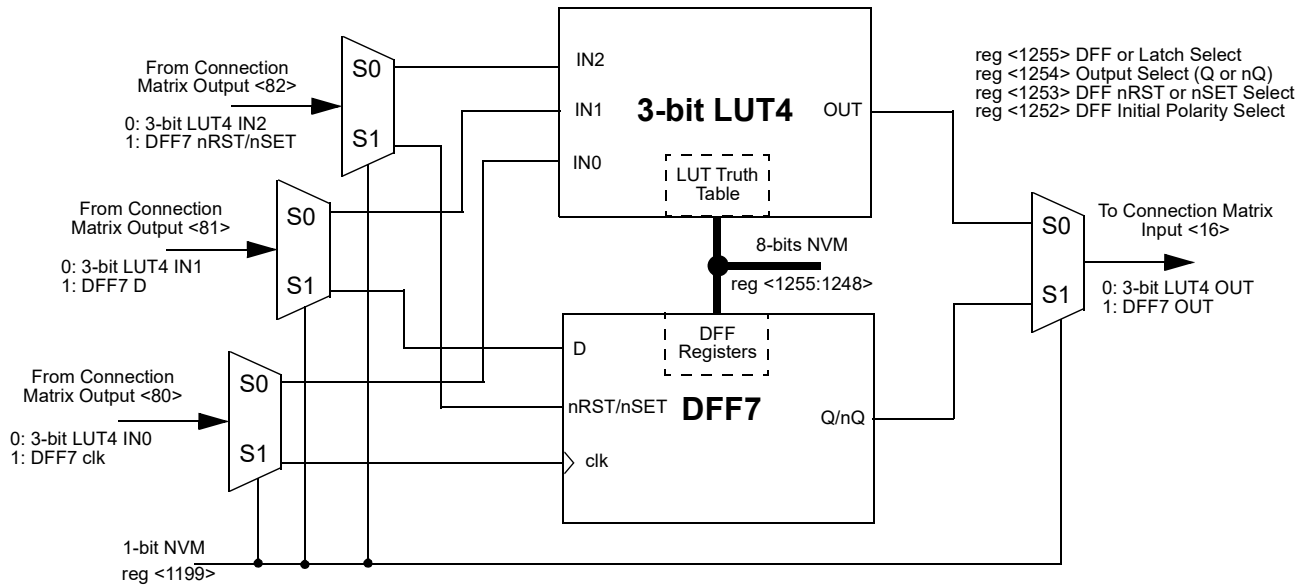 From Connection
Matrix Output <82>
0: 3-bit LUT4 IN2
1: DFF7 nRST/nSET
S0
S1
From Connection
Matrix Output <81>
0: 3-bit LUT4 IN1
1: DFF7 D
S0
S1
From Connection
Matrix Output <80>
0: 3-bit LUT4 IN0
1: DFF7 clk
S0
S1
1-bit NVM
reg <1199>
IN2
IN1
IN0
3-bit LUT4
OUT
LUT Truth
Table
8-bits NVM
reg <1255:1248>
DFF
Registers
D
nRST/nSET
clk
DFF7
Q/nQ
reg <1255> DFF or Latch Select
reg <1254> Output Select (Q or nQ)
reg <1253> DFF nRST or nSET Select
reg <1252> DFF Initial Polarity Select
S0
S1
To Connection Matrix
Input <16>
0: 3-bit LUT4 OUT
1: DFF7 OUT